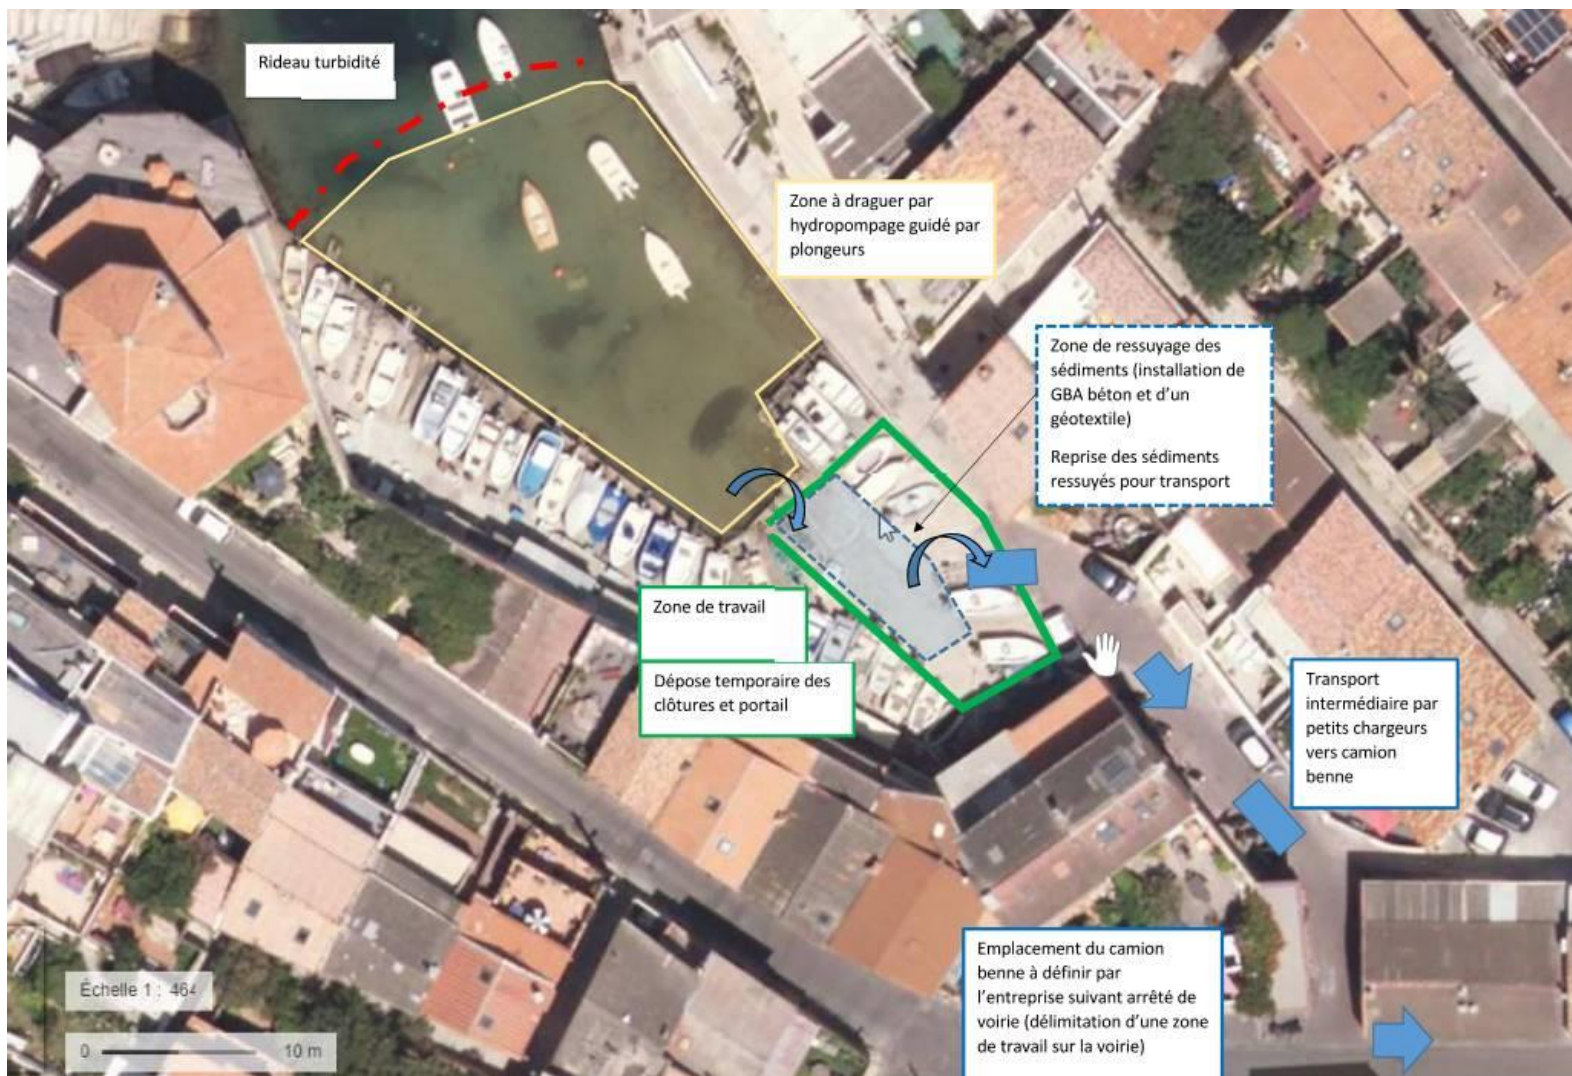 Rideau turbidité
Zone à draguer par
hydropompage guidé par
plongeurs
Zone de ressuyage des
sédiments (installation de
GBA béton et d’un
géotextile)
Reprise des sédiments
ressuyés pour transport
Zone de travail
Dépose temporaire des
clôtures et portail
Transport
intermédiaire par
petits chargeurs
vers camion
benne
Emplacement du camion
benne à définir par
l’entreprise suivant arrêté de
voirie (délimitation d’une zone
de travail sur la voirie)
Échelle 1 : 464
0 10 m